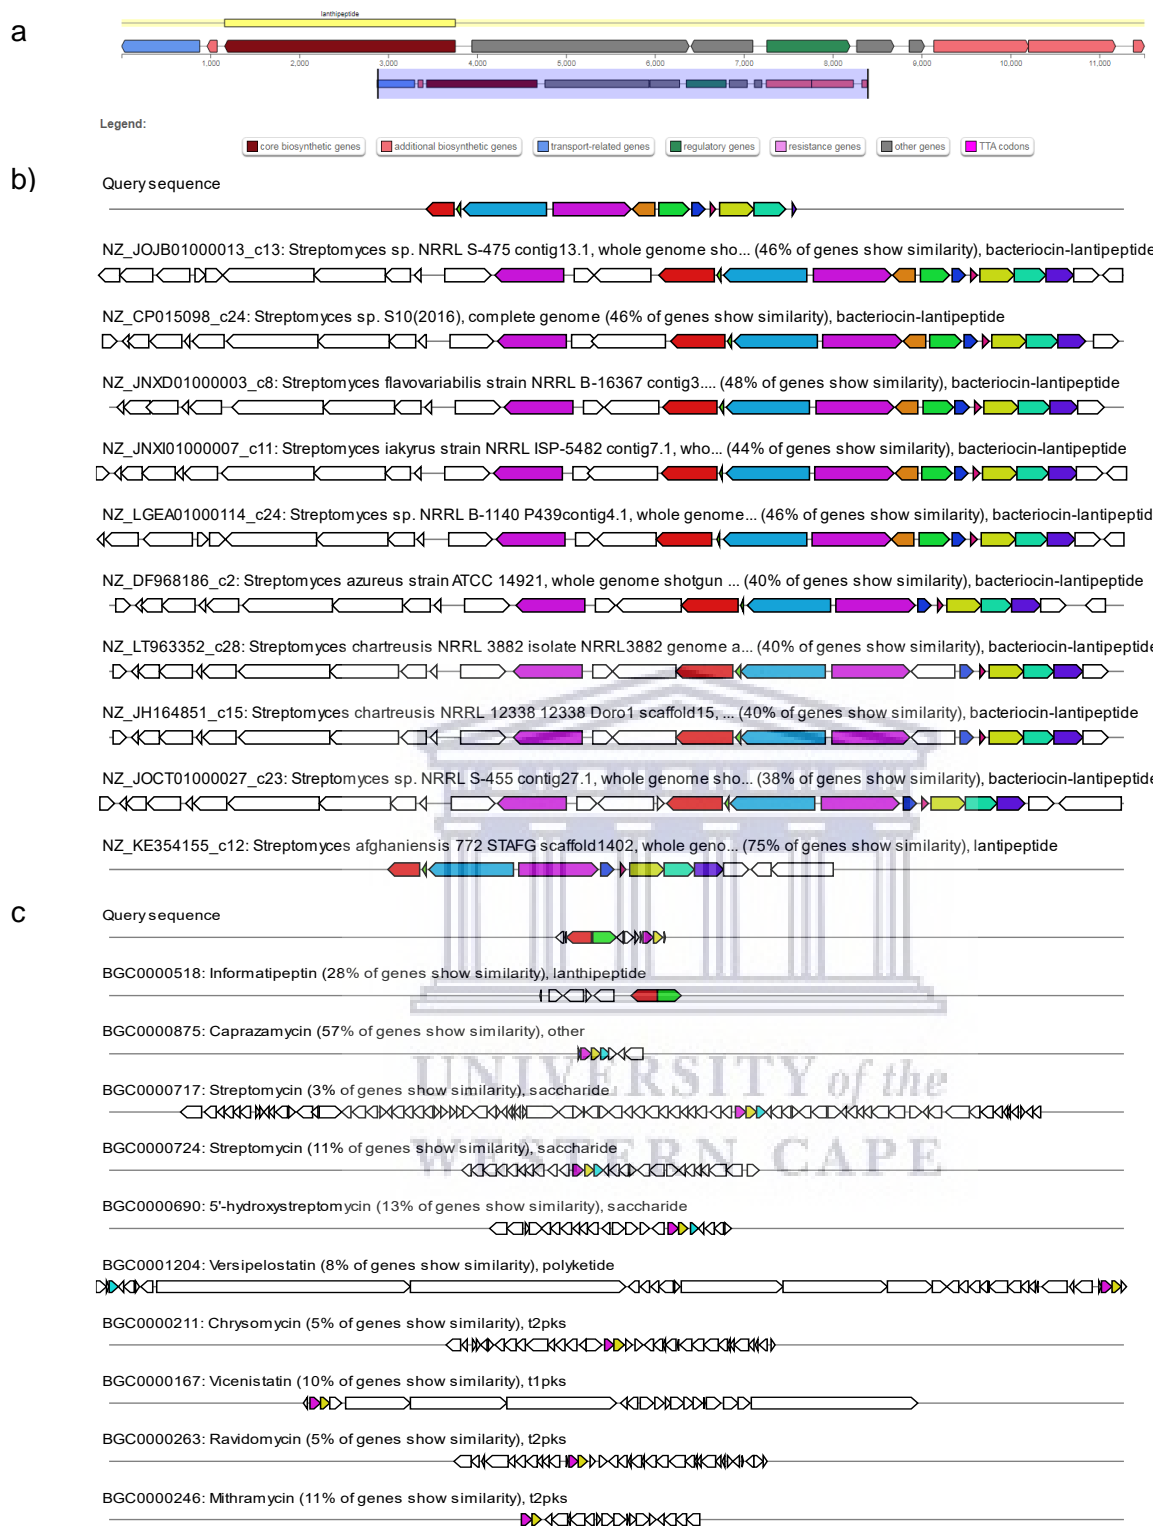 a
lanthipeptide
1,000 2,000 3,000 4,000 5,000 6,000 7,000 8,000 9,000 10,000 11,000
Legend:
core biosynthetic genes additional biosynthetic genes transport-related genes regulatory genes resistance genes other genes TTA codons
b)
Query sequence
NZ_JOJB01000013_c13: Streptomyces sp. NRRL S-475 contig13.1, whole genome sho... (46% of genes show similarity), bacteriocin-lantipeptide
NZ_CP015098_c24: Streptomyces sp. S10(2016), complete genome (46% of genes show similarity), bacteriocin-lantipeptide
NZ_JNXD01000003_c8: Streptomyces flavovariabilis strain NRRL B-16367 contig3.... (48% of genes show similarity), bacteriocin-lantipeptide
NZ_JNXI01000007_c11: Streptomyces iakyrus strain NRRL ISP-5482 contig7.1, who... (44% of genes show similarity), bacteriocin-lantipeptide
NZ_LGEA01000114_c24: Streptomyces sp. NRRL B-1140 P439contig4.1, whole genome... (46% of genes show similarity), bacteriocin-lantipeptid
NZ_DF968186_c2: Streptomyces azureus strain ATCC 14921, whole genome shotgun ... (40% of genes show similarity), bacteriocin-lantipeptide
NZ_LT963352_c28: Streptomyces chartreusis NRRL 3882 isolate NRRL3882 genome a... (40% of genes show similarity), bacteriocin-lantipeptide
NZ_JH164851_c15: Streptomyces chartreusis NRRL 12338 12338 Doro1 scaffold15, ... (40% of genes show similarity), bacteriocin-lantipeptide
NZ_JOCT01000027_c23: Streptomyces sp. NRRL S-455 contig27.1, whole genome sho... (38% of genes show similarity), bacteriocin-lantipeptide
NZ_KE354155_c12: Streptomyces afghaniensis 772 STAFG scaffold1402, whole geno... (75% of genes show similarity), lantipeptide
c
Query sequence
BGC0000518: Informatipeptin (28% of genes show similarity), lanthipeptide
BGC0000875: Caprazamycin (57% of genes show similarity), other
UNIVERSITY of the
BGC0000717: Streptomycin (3% of genes show similarity), saccharide
BGC0000724: Streptomycin (11% of genes show similarity), saccharide
WESTERN CAPE
BGC0000690: 5'-hydroxystreptomycin (13% of genes show similarity), saccharide
BGC0001204: Versipelostatin (8% of genes show similarity), polyketide
BGC0000211: Chrysomycin (5% of genes show similarity), t2pks
BGC0000167: Vicenistatin (10% of genes show similarity), t1pks
BGC0000263: Ravidomycin (5% of genes show similarity), t2pks
BGC0000246: Mithramycin (11% of genes show similarity), t2pks